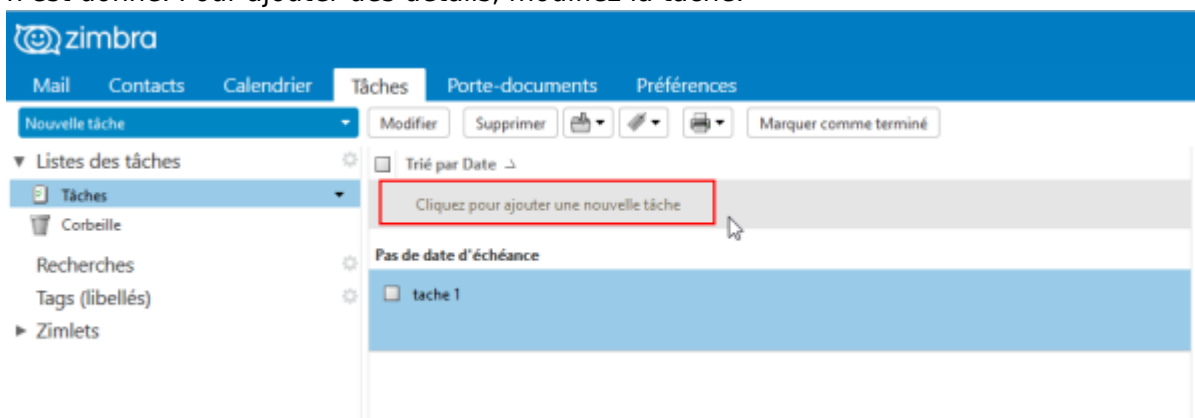 n'est donné. Pour ajouter des détails, modifiez la tâche.
zimbra
Mail Contacts Calendrier Tâches Porte-documents Préférences
Nouvelle tâche Modifier Supprimer Marquer comme terminé
Listes des tâches Trié par Date
Tâches Cliquez pour ajouter une nouvelle tâche
Corbeille
Recherches Pas de date d'échéance
Tags (libellés) tache 1
Zimlets